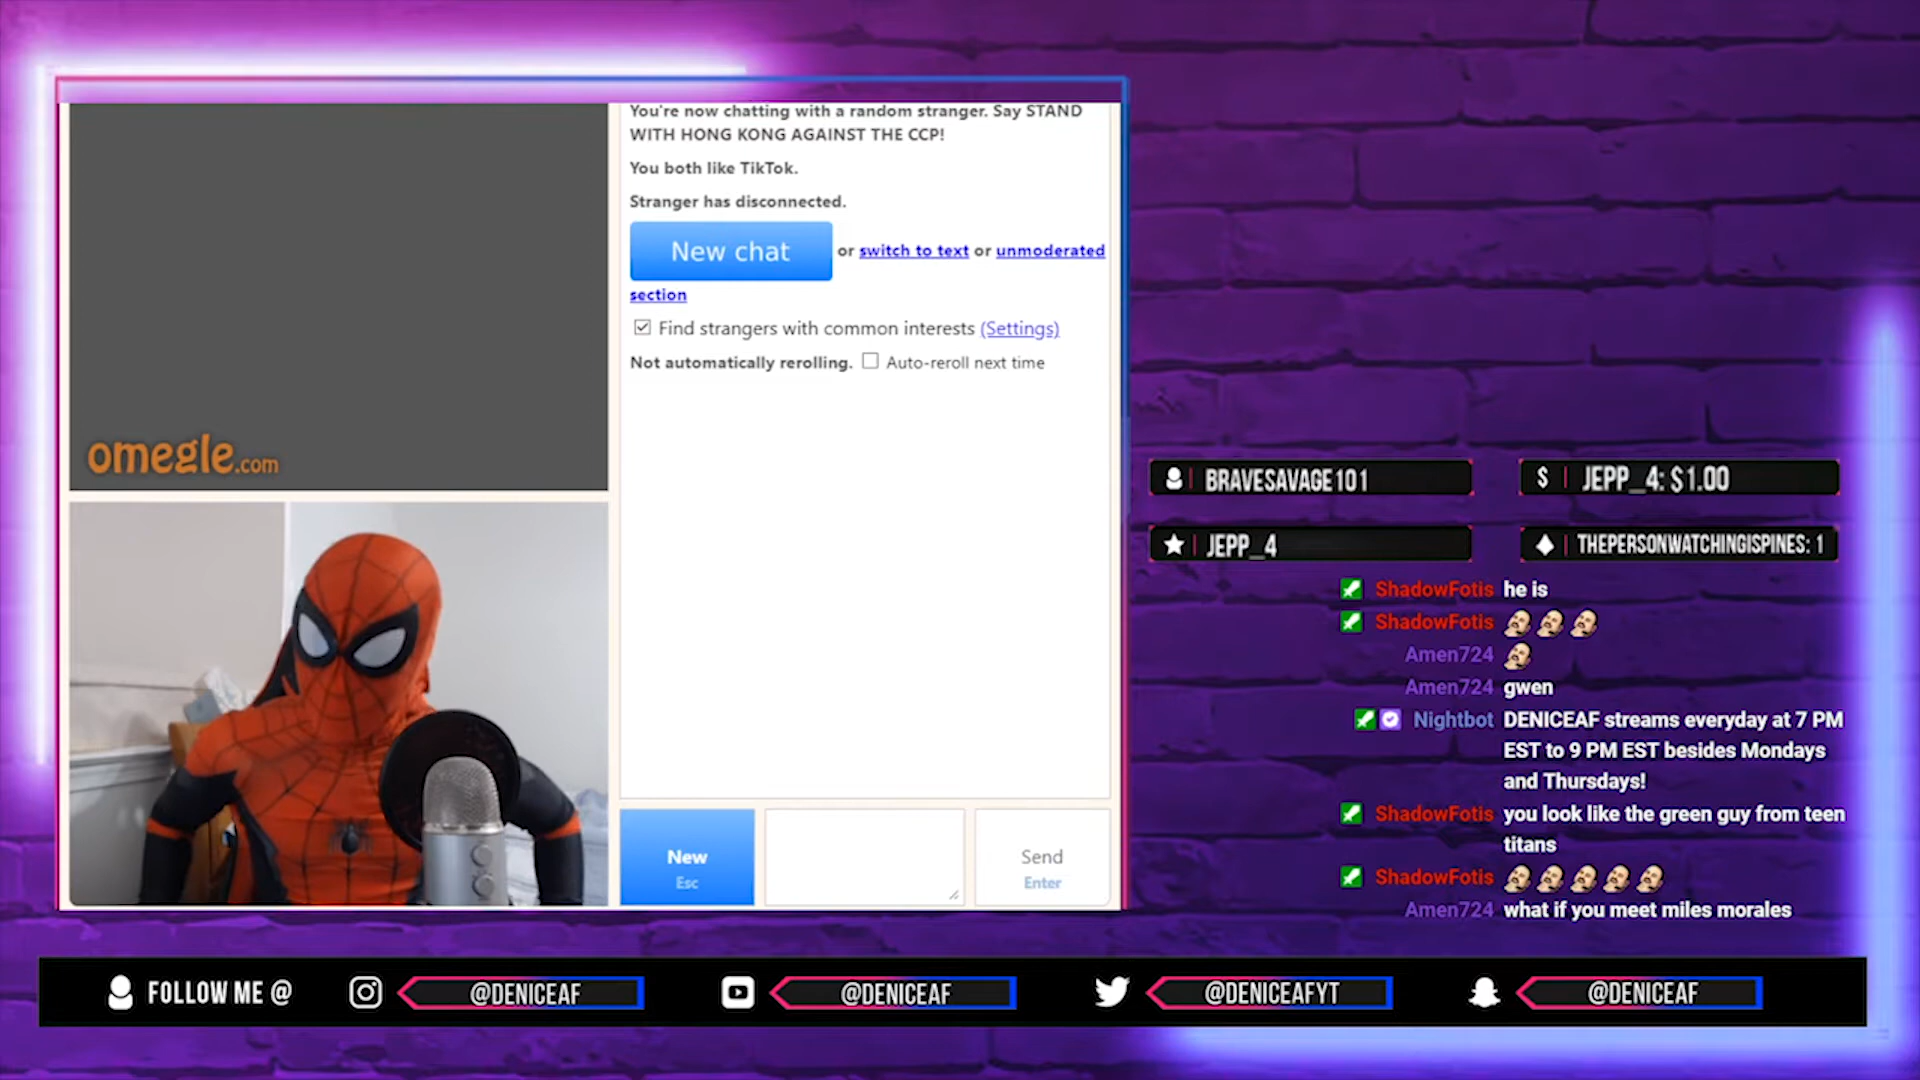 You're now chatting with a random stranger. Say STAND
WITH HONG KONG AGAINST THE CCP!
You both like TikTok.
Stranger has disconnected.
New chat or switch to text or unmoderated
section
Find strangers with common interests (Settings)
Not automatically rerolling. Auto-reroll next time
omegle.com
New
Esc
Send
Enter
BRAVESAVAGE101
$ JEPP_4: $1.00
JEPP_4
THEPERSONWATCHINGISPINES: 1
ShadowFotis he is
ShadowFotis
Amen724
Amen724 gwen
Nightbot DENICEAF streams everyday at 7 PM
EST to 9 PM EST besides Mondays
and Thursdays!
ShadowFotis you look like the green guy from teen
titans
ShadowFotis
Amen724 what if you meet miles morales
FOLLOW ME @
@DENICEAF
@DENICEAF
@DENICEAFYT
@DENICEAF